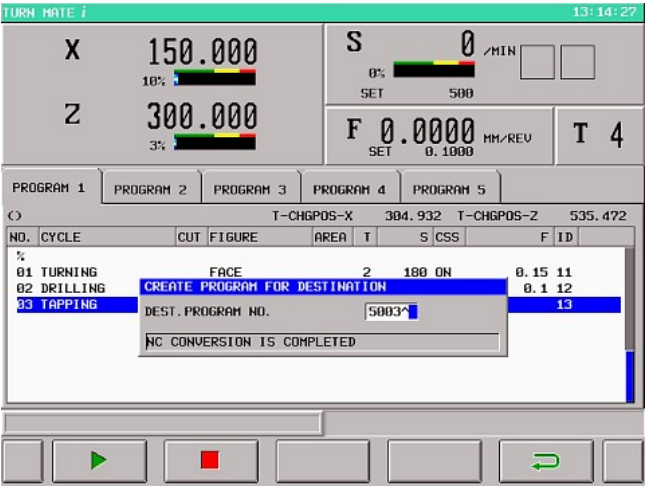 TURN MATE i 13:14:27
X 150.000
10%
Z 300.000
3%
S 0 /MIN
0%
SET 500
F 0.0000 MM/REV
SET 0.1000
T 4
PROGRAM 1 PROGRAM 2 PROGRAM 3 PROGRAM 4 PROGRAM 5
() T-CHGPOS-X 304.932 T-CHGPOS-Z 535.472
NO. CYCLE CUT FIGURE AREA T S CSS F ID
%
01 TURNING FACE 2 180 ON 0.15 11
02 DRILLING 0.1 12
03 TAPPING 13
CREATE PROGRAM FOR DESTINATION
DEST.PROGRAM NO. 5003^
NC CONVERSION IS COMPLETED